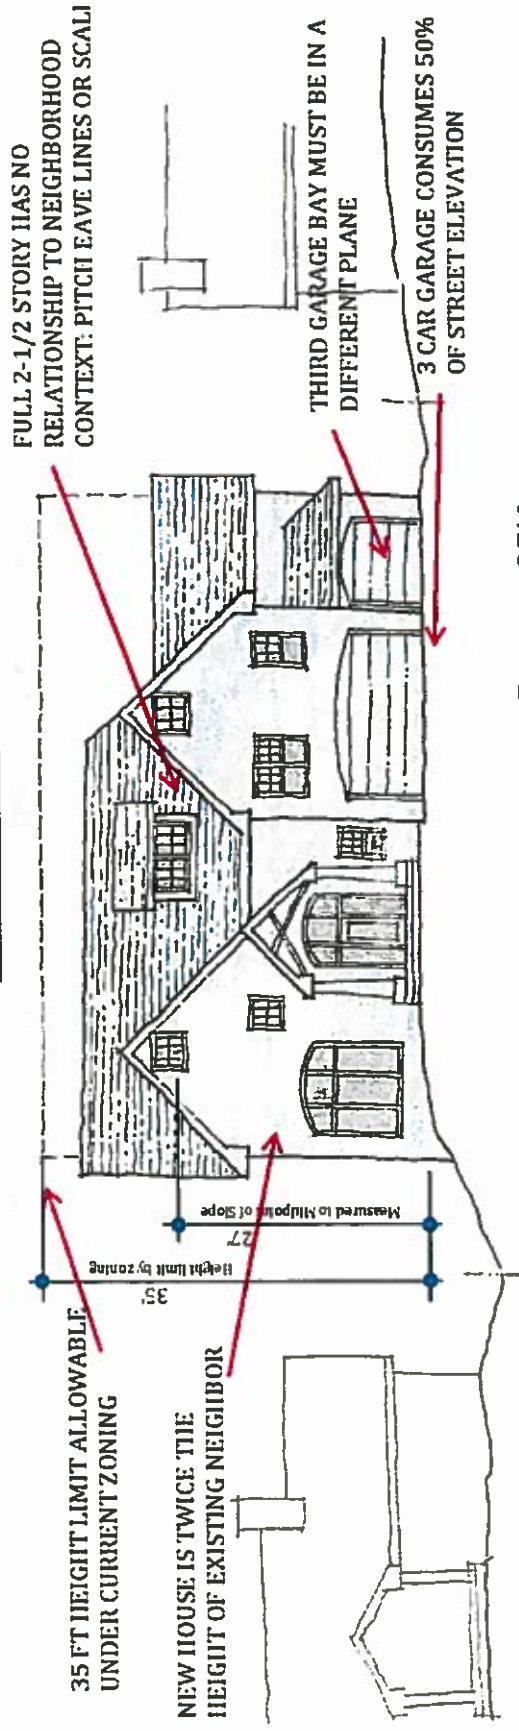 FULL 2-1/2 STORY HAS NO
RELATIONSHIP TO NEIGHBORHOOD
CONTEXT: PITCH EAVE LINES OR SCAL
THIRD GARAGE BAY MUST BE IN A
DIFFERENT PLANE
3 CAR GARAGE CONSUMES 50%
OF STREET ELEVATION
35 FT HEIGHT LIMIT ALLOWABLE
UNDER CURRENT ZONING
NEW HOUSE IS TWICE THE
HEIGHT OF EXISTING NEIGHBOR
35'
Height limit by zoning
27'
Measured to Midpoint of Slope